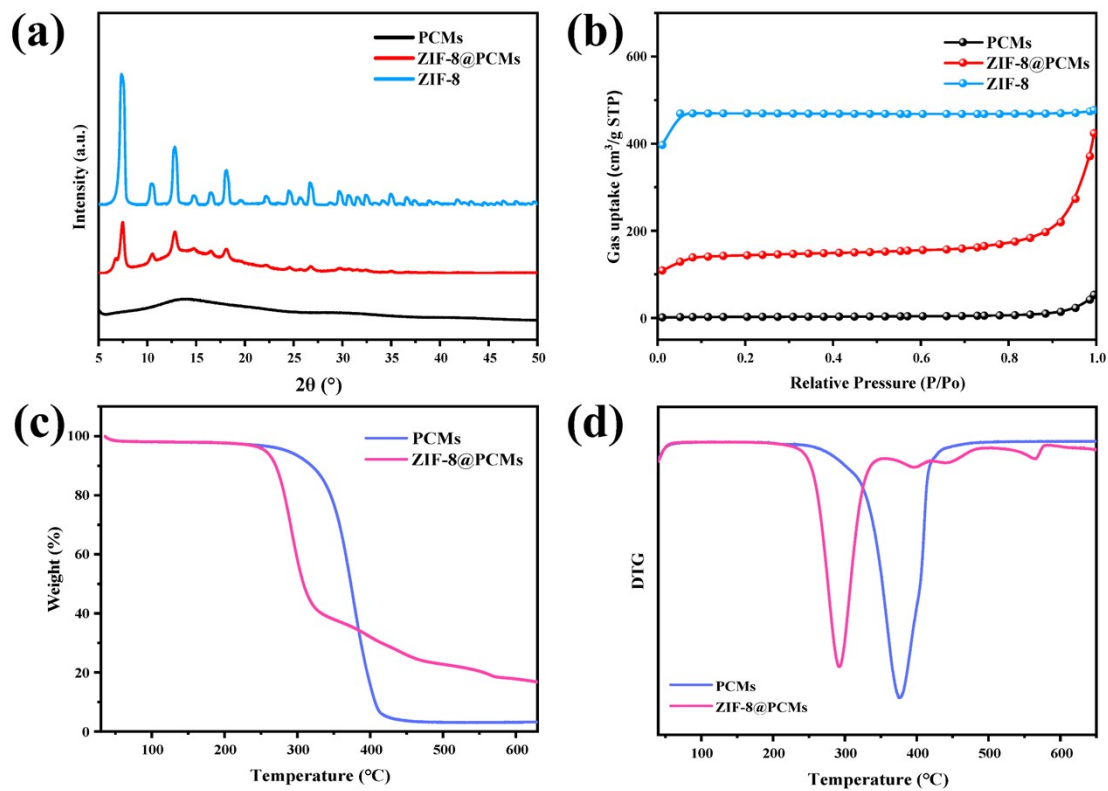 (a)
PCMs
ZIF-8@PCMs
ZIF-8
Intensity (a.u.)
5 10 15 20 25 30 35 40 45 50
2θ (°)
(b)
PCMs
ZIF-8@PCMs
ZIF-8
Gas uptake (cm³/g STP)
600
400
200
0
0.0 0.2 0.4 0.6 0.8 1.0
Relative Pressure (P/Po)
(c)
PCMs
ZIF-8@PCMs
Weight (%)
100
80
60
40
20
0
100 200 300 400 500 600
Temperature (℃)
(d)
DTG
PCMs
ZIF-8@PCMs
100 200 300 400 500 600
Temperature (℃)